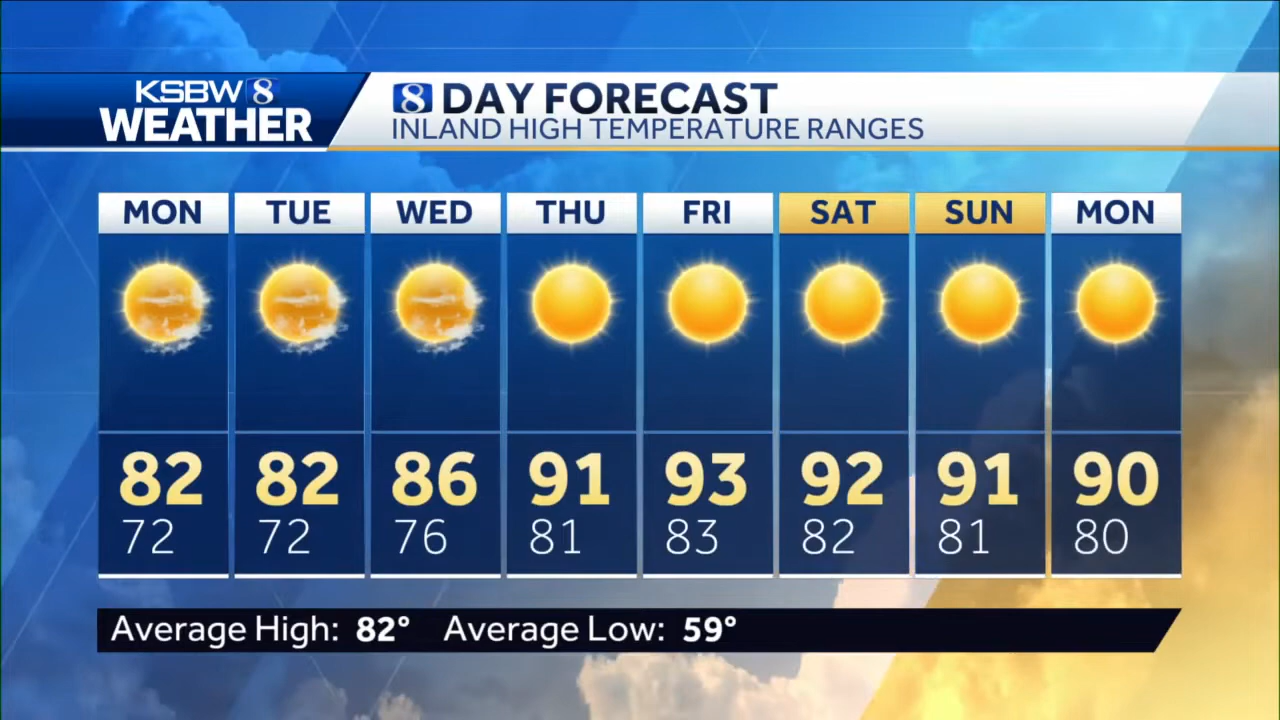 KSBW 8
WEATHER
8 DAY FORECAST
INLAND HIGH TEMPERATURE RANGES
MON TUE WED THU FRI SAT SUN MON
82 82 86 91 93 92 91 90
72 72 76 81 83 82 81 80
Average High: 82° Average Low: 59°